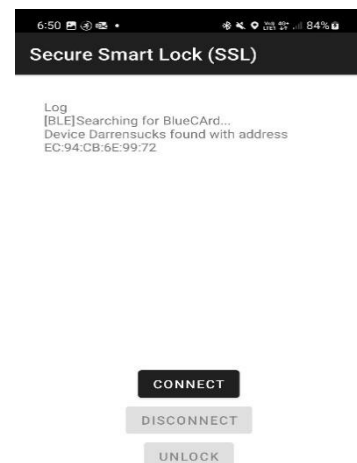 6:50
84%
Secure Smart Lock (SSL)
Log
[BLE]Searching for BlueCArd...
Device Darrensucks found with address
EC:94:CB:6E:99:72
CONNECT
DISCONNECT
UNLOCK